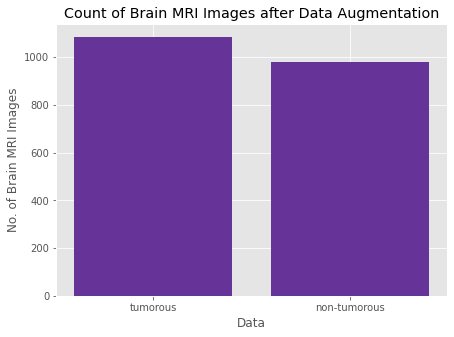 Count of Brain MRI Images after Data Augmentation
No. of Brain MRI Images
1000
800
600
400
200
0
tumorous non-tumorous
Data